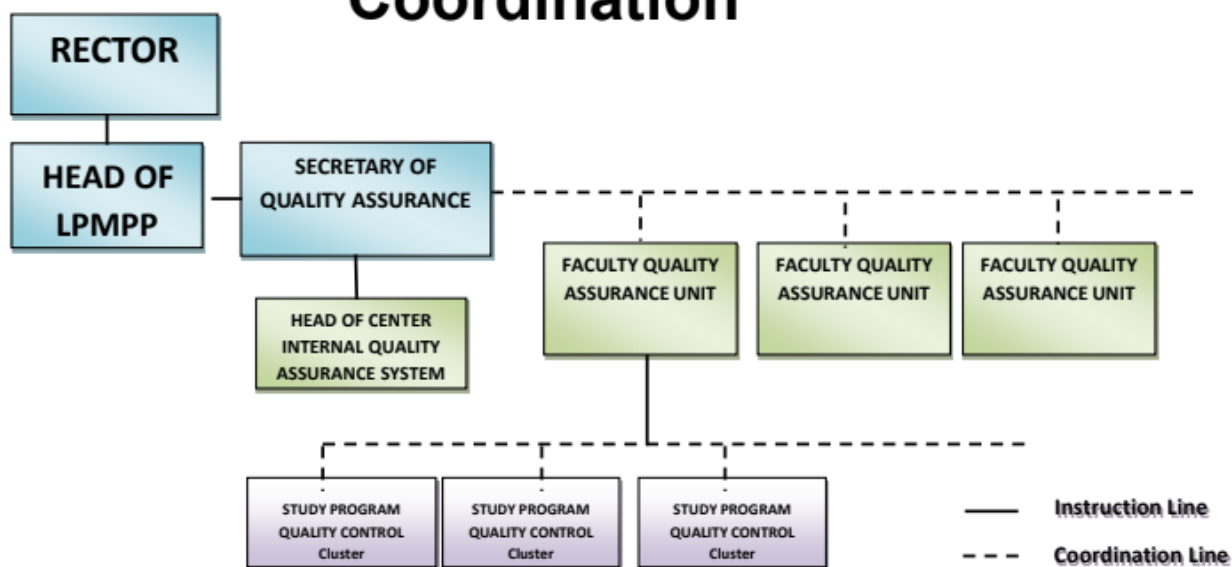 Coordination
RECTOR
HEAD OF
LPMPP
SECRETARY OF
QUALITY ASSURANCE
FACULTY QUALITY
ASSURANCE UNIT
FACULTY QUALITY
ASSURANCE UNIT
FACULTY QUALITY
ASSURANCE UNIT
HEAD OF CENTER
INTERNAL QUALITY
ASSURANCE SYSTEM
STUDY PROGRAM
QUALITY CONTROL
Cluster
STUDY PROGRAM
QUALITY CONTROL
Cluster
STUDY PROGRAM
QUALITY CONTROL
Cluster
Instruction Line
Coordination Line